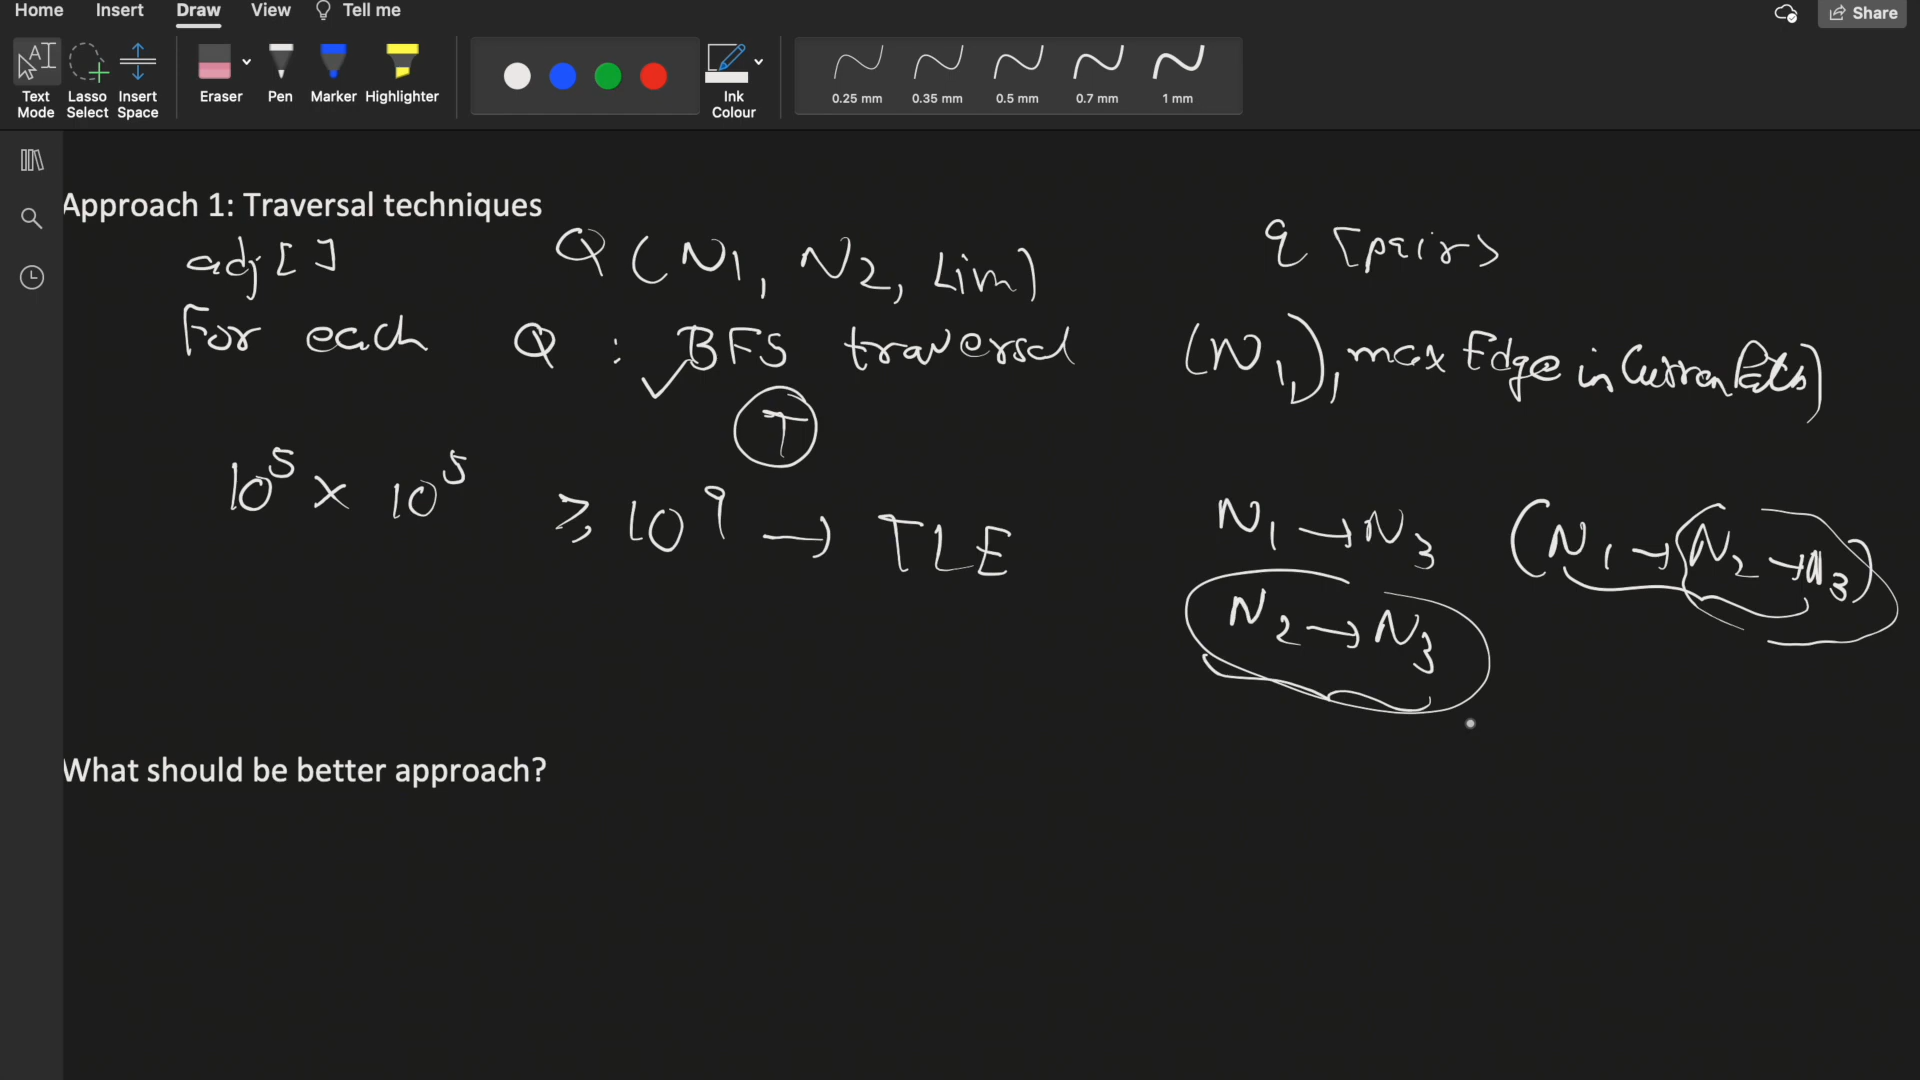 Home Insert Draw View Tell me Share
Text Mode
Lasso Select
Insert Space
Eraser
Pen
Marker
Highlighter
Ink Colour
0.25 mm 0.35 mm 0.5 mm 0.7 mm 1 mm
Approach 1: Traversal techniques
adj[ ] Q (N1, N2, Lim) q [pair>
For each Q : BFS traversal (N1), max Edge in Curren Path)
T
10^5 × 10^5 ⩾ 10^9 → TLE
N1 → N3 (N1 → N2 → N3)
N2 → N3
What should be better approach?